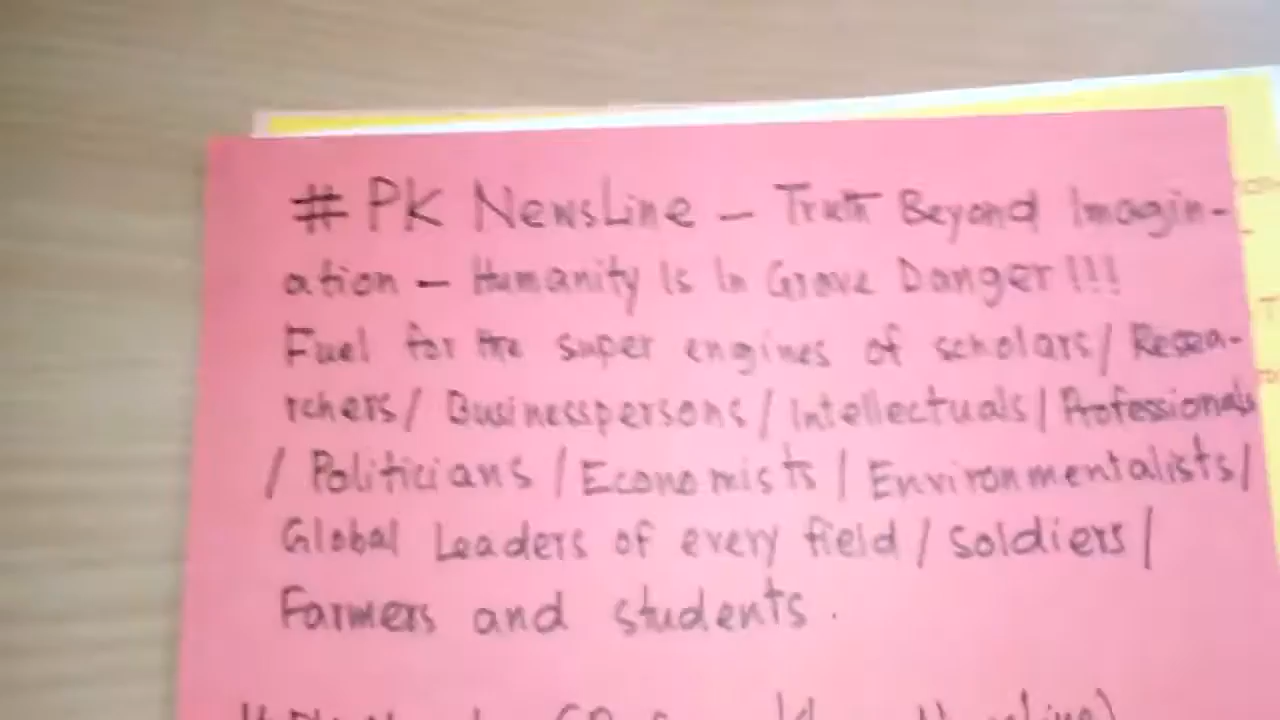 # PK NewsLine - Truth Beyond Imagin-
ation - Humanity Is In Grave Danger!!!
Fuel for the super engines of scholars/ Resea-
rchers/ Businesspersons/ Intellectuals/ Professionals
/ Politicians / Economists / Environmentalists/
Global Leaders of every field / Soldiers/
Farmers and students.